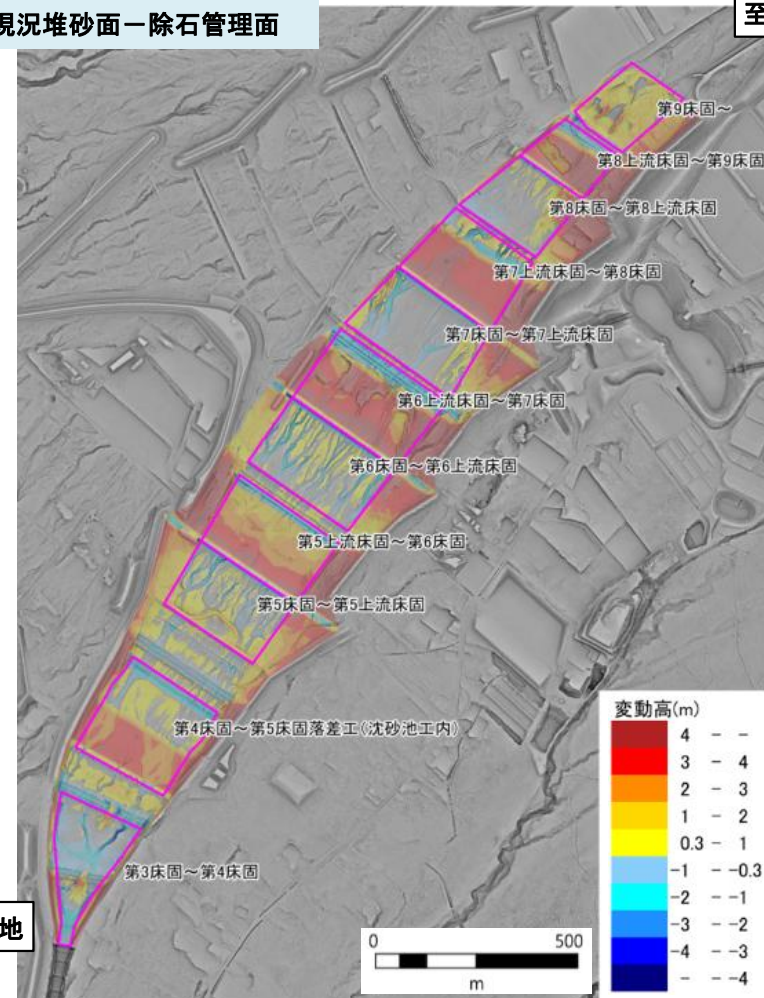 現況堆砂面－除石管理面
至
第9床固～
第8上流床固～第9床固
第8床固～第8上流床固
第7上流床固～第8床固
第7床固～第7上流床固
第6上流床固～第7床固
第6床固～第6上流床固
第5上流床固～第6床固
第5床固～第5上流床固
第4床固～第5床固落差工(沈砂池工内)
第3床固～第4床固
地
変動高(m)
4 - -
3 - 4
2 - 3
1 - 2
0.3 - 1
-1 - -0.3
-2 - -1
-3 - -2
-4 - -3
- - -4
0 500
m